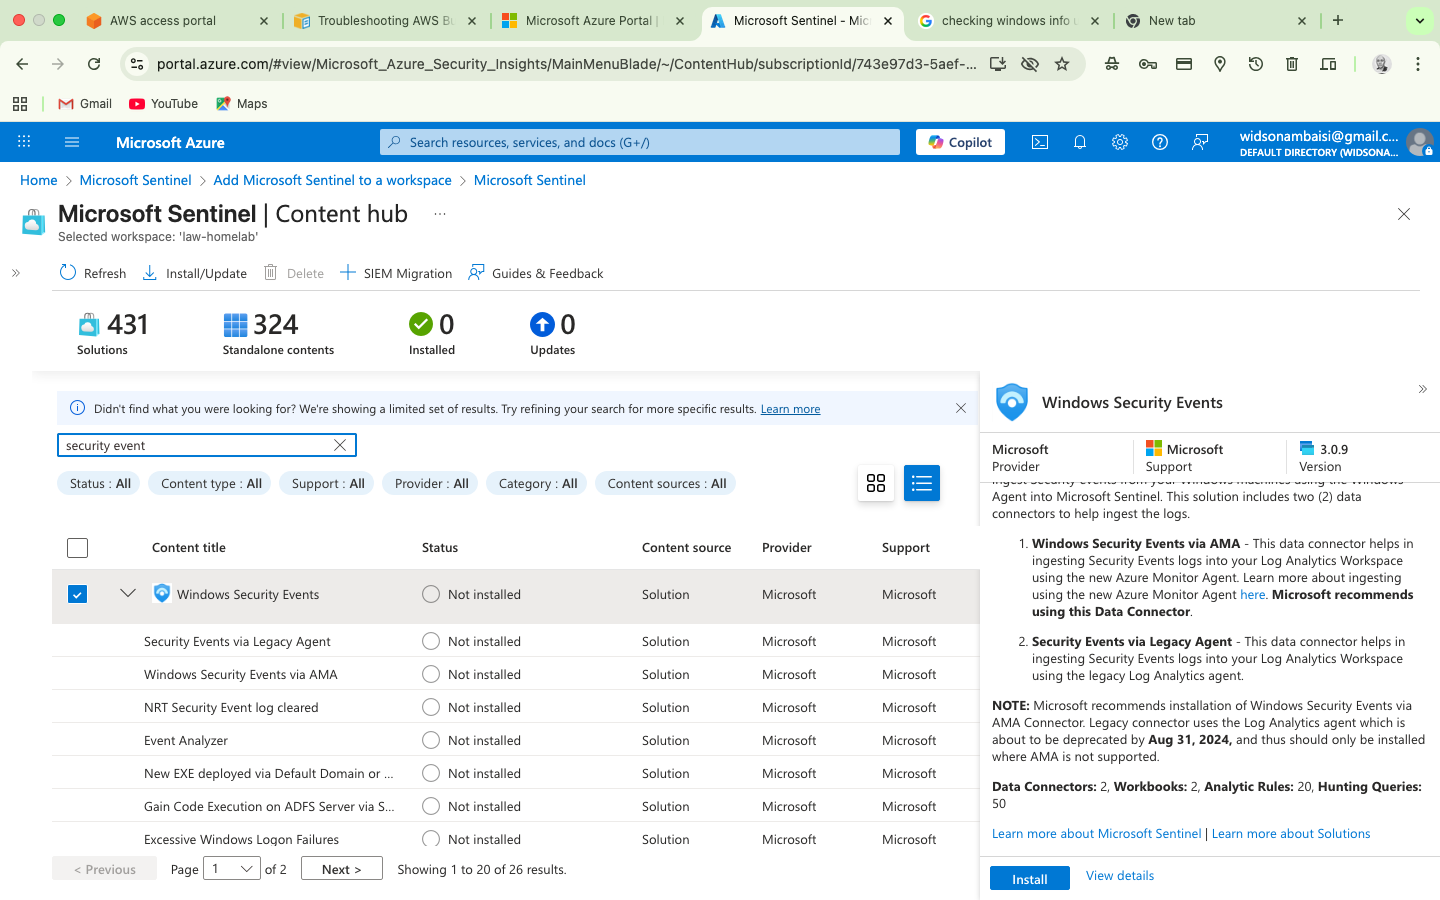 AWS access portal
Troubleshooting AWS B
Microsoft Azure Portal |
Microsoft Sentinel - Mic
checking windows info u
New tab
portal.azure.com/#view/Microsoft_Azure_Security_Insights/MainMenuBlade/~/ContentHub/subscriptionId/743e97d3-5aef-...
Gmail
YouTube
Maps
Microsoft Azure
Search resources, services, and docs (G+/)
Copilot
widsonambaisi@gmail.c...
DEFAULT DIRECTORY (WIDSONA...
Home > Microsoft Sentinel > Add Microsoft Sentinel to a workspace > Microsoft Sentinel
Microsoft Sentinel | Content hub ...
Selected workspace: 'law-homelab'
Refresh Install/Update Delete SIEM Migration Guides & Feedback
431
Solutions
324
Standalone contents
0
Installed
0
Updates
Didn't find what you were looking for? We're showing a limited set of results. Try refining your search for more specific results. Learn more
security event
Status : All
Content type : All
Support : All
Provider : All
Category : All
Content sources : All
Content title Status Content source Provider Support
Windows Security Events Not installed Solution Microsoft Microsoft
Security Events via Legacy Agent Not installed Solution Microsoft Microsoft
Windows Security Events via AMA Not installed Solution Microsoft Microsoft
NRT Security Event log cleared Not installed Solution Microsoft Microsoft
Event Analyzer Not installed Solution Microsoft Microsoft
New EXE deployed via Default Domain or ... Not installed Solution Microsoft Microsoft
Gain Code Execution on ADFS Server via S... Not installed Solution Microsoft Microsoft
Excessive Windows Logon Failures Not installed Solution Microsoft Microsoft
< Previous Page 1 of 2 Next > Showing 1 to 20 of 26 results.
Windows Security Events
Microsoft
Provider
Microsoft
Support
3.0.9
Version
Ingest Security events from your Windows machines using the Windows
Agent into Microsoft Sentinel. This solution includes two (2) data
connectors to help ingest the logs.
1. Windows Security Events via AMA - This data connector helps in
ingesting Security Events logs into your Log Analytics Workspace
using the new Azure Monitor Agent. Learn more about ingesting
using the new Azure Monitor Agent here. Microsoft recommends
using this Data Connector.
2. Security Events via Legacy Agent - This data connector helps in
ingesting Security Events logs into your Log Analytics Workspace
using the legacy Log Analytics agent.
NOTE: Microsoft recommends installation of Windows Security Events via
AMA Connector. Legacy connector uses the Log Analytics agent which is
about to be deprecated by Aug 31, 2024, and thus should only be installed
where AMA is not supported.
Data Connectors: 2, Workbooks: 2, Analytic Rules: 20, Hunting Queries:
50
Learn more about Microsoft Sentinel | Learn more about Solutions
Install
View details